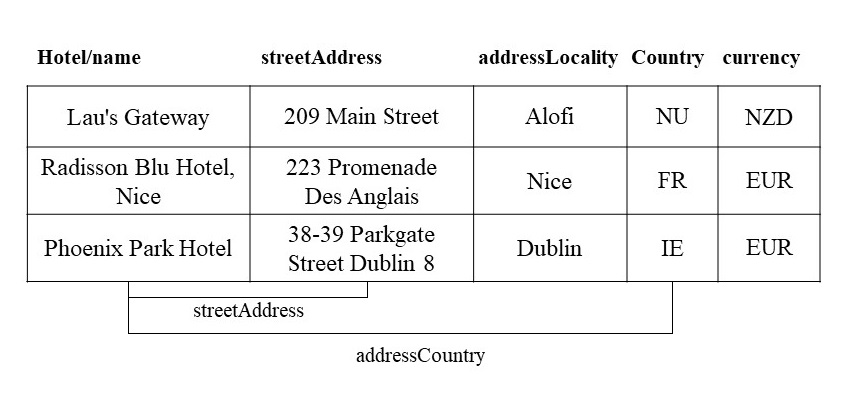 Hotel/name streetAddress addressLocality Country currency
Lau's Gateway 209 Main Street Alofi NU NZD
Radisson Blu Hotel, Nice 223 Promenade Des Anglais Nice FR EUR
Phoenix Park Hotel 38-39 Parkgate Street Dublin 8 Dublin IE EUR
streetAddress
addressCountry